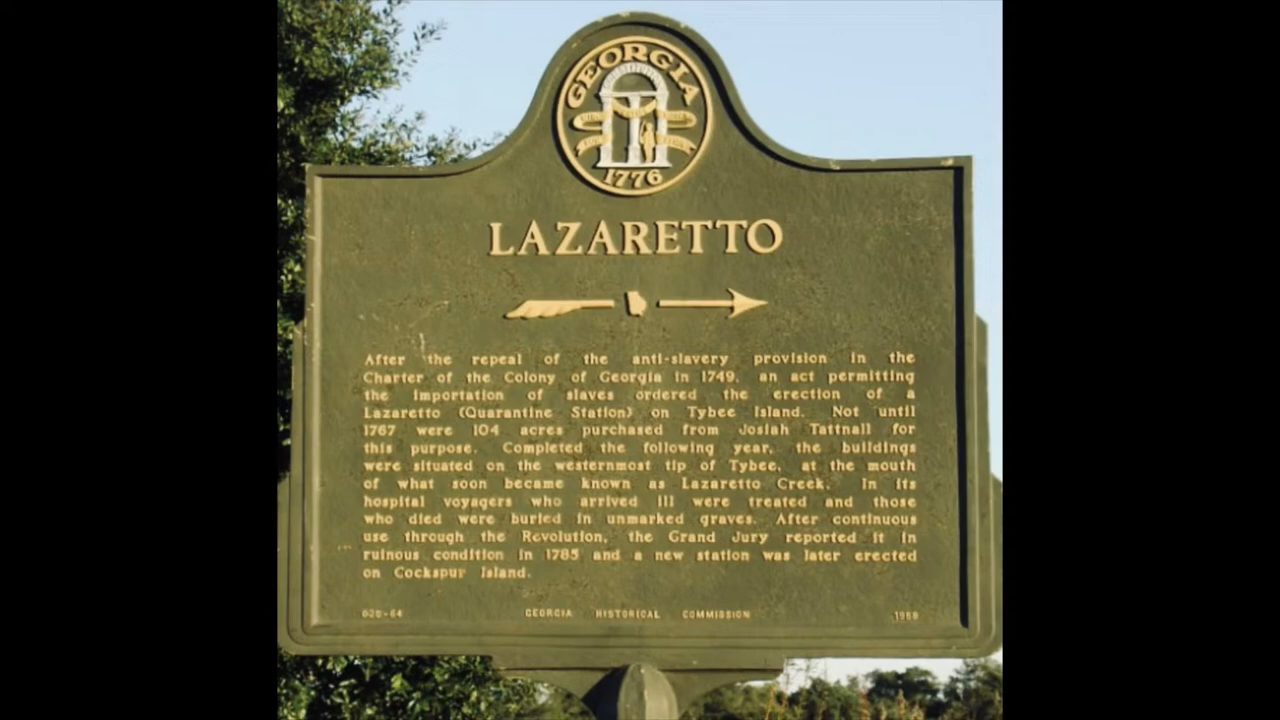 GEORGIA
1776
LAZARETTO
After the repeal of the anti-slavery provision in the
Charter of the Colony of Georgia in 1749, an act permitting
the importation of slaves ordered the erection of a
Lazaretto (Quarantine Station) on Tybee Island. Not until
1767 were 104 acres purchased from Josiah Tattnall for
this purpose. Completed the following year, the buildings
were situated on the westernmost tip of Tybee, at the mouth
of what soon became known as Lazaretto Creek. In its
hospital voyagers who arrived ill were treated and those
who died were buried in unmarked graves. After continuous
use through the Revolution, the Grand Jury reported it in
ruinous condition in 1785 and a new station was later erected
on Cockspur Island.
GEORGIA HISTORICAL COMMISSION